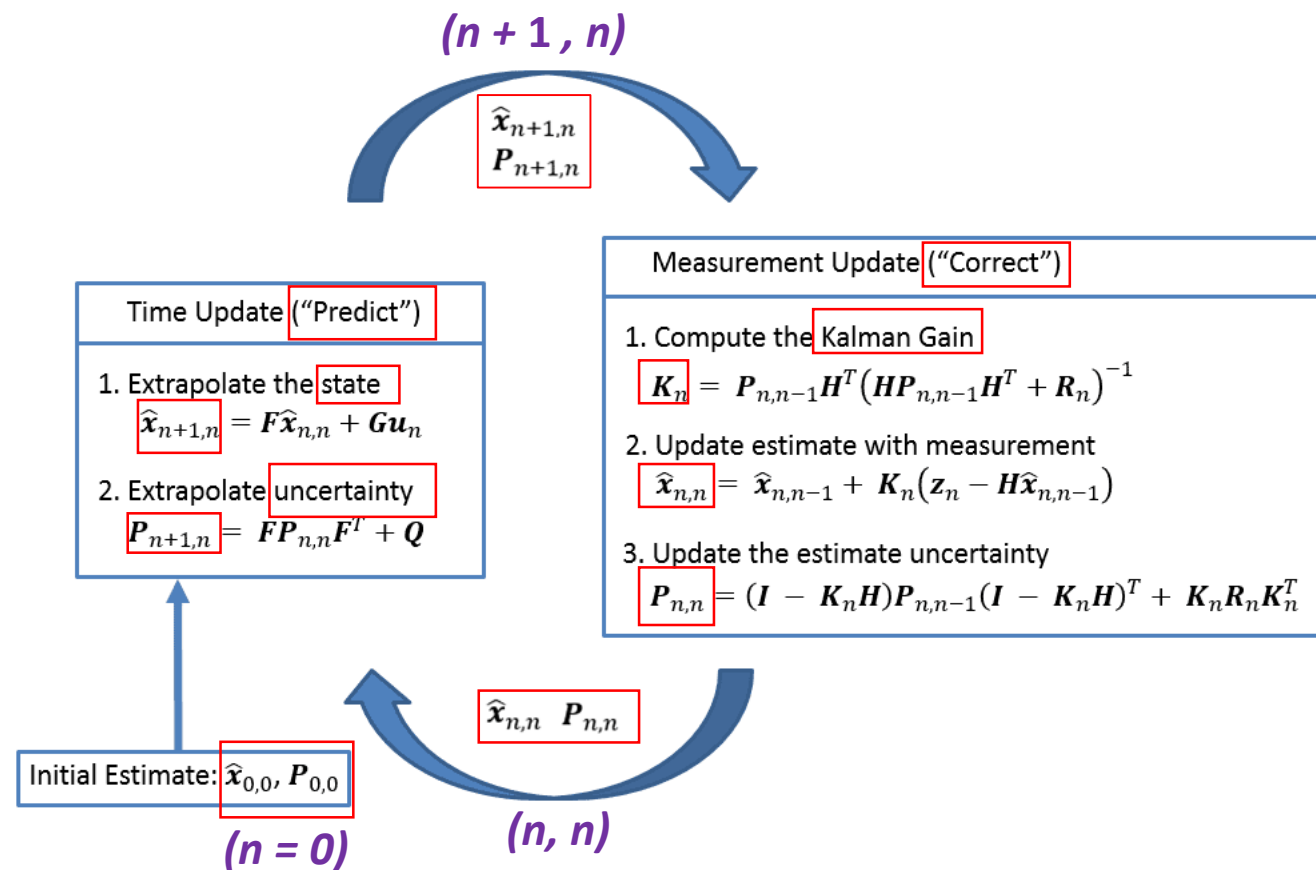 (n + 1 , n)
x̂ₙ₊₁,ₙ
Pₙ₊₁,ₙ
Time Update (“Predict”)
1. Extrapolate the state
x̂ₙ₊₁,ₙ = Fx̂ₙ,ₙ + Guₙ
2. Extrapolate uncertainty
Pₙ₊₁,ₙ = FPₙ,ₙFᵀ + Q
Measurement Update (“Correct”)
1. Compute the Kalman Gain
Kₙ = Pₙ,ₙ₋₁Hᵀ(HPₙ,ₙ₋₁Hᵀ + Rₙ)⁻¹
2. Update estimate with measurement
x̂ₙ,ₙ = x̂ₙ,ₙ₋₁ + Kₙ(zₙ − Hx̂ₙ,ₙ₋₁)
3. Update the estimate uncertainty
Pₙ,ₙ = (I − KₙH)Pₙ,ₙ₋₁(I − KₙH)ᵀ + KₙRₙKₙᵀ
x̂ₙ,ₙ Pₙ,ₙ
Initial Estimate: x̂₀,₀, P₀,₀
(n = 0)
(n, n)